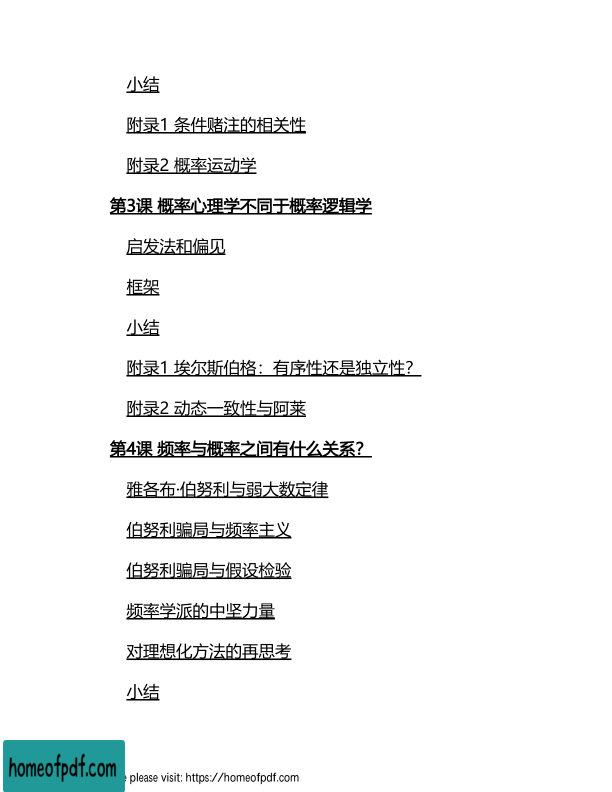 小结
附录1 条件赌注的相关性
附录2 概率运动学
第3课 概率心理学不同于概率逻辑学
启发法和偏见
框架
小结
附录1 埃尔斯伯格：有序性还是独立性？
附录2 动态一致性与阿莱
第4课 频率与概率之间有什么关系？
雅各布·伯努利与弱大数定律
伯努利骗局与频率主义
伯努利骗局与假设检验
频率学派的中坚力量
对理想化方法的再思考
小结
homeofpdf.com
please visit: https://homeofpdf.com